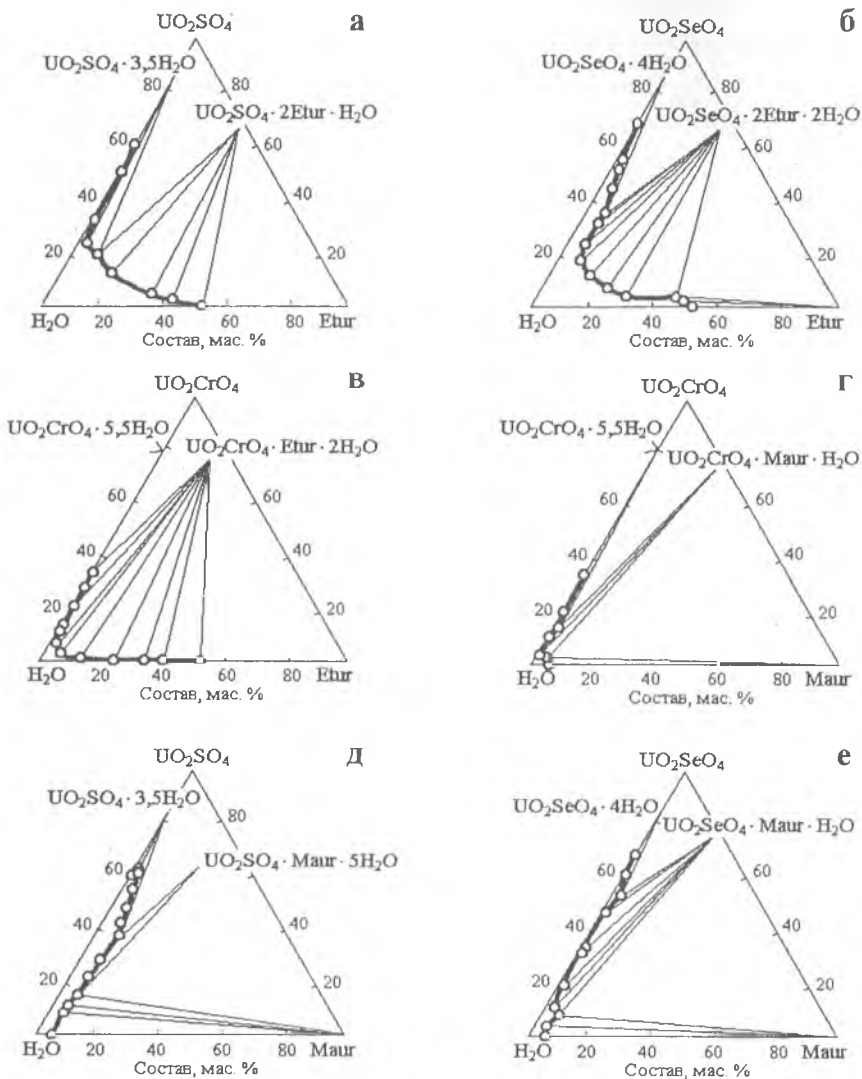 а
UO₂SO₄
UO₂SO₄ · 3,5H₂O
80
80
UO₂SO₄ · 2Etur · H₂O
60
60
40
40
20
20
H₂O
20
40
60
80
Etur
Состав, мас. %
б
UO₂SeO₄
UO₂SeO₄ · 4H₂O
80
80
UO₂SeO₄ · 2Etur · 2H₂O
60
60
40
40
20
20
H₂O
20
40
60
80
Etur
Состав, мас. %
в
UO₂CrO₄
UO₂CrO₄ · 5,5H₂O
UO₂CrO₄ · Etur · 2H₂O
60
60
40
40
20
20
H₂O
20
40
60
80
Etur
Состав, мас. %
г
UO₂CrO₄
UO₂CrO₄ · 5,5H₂O
UO₂CrO₄ · Maur · H₂O
60
60
40
40
20
20
H₂O
20
40
60
80
Maur
Состав, мас. %
д
UO₂SO₄
UO₂SO₄ · 3,5H₂O
80
60
UO₂SO₄ · Maur · 5H₂O
60
40
40
20
20
H₂O
20
40
60
80
Maur
Состав, мас. %
е
UO₂SeO₄
UO₂SeO₄ · 4H₂O
UO₂SeO₄ · Maur · H₂O
60
60
40
40
20
20
H₂O
20
40
60
80
Maur
Состав, мас. %